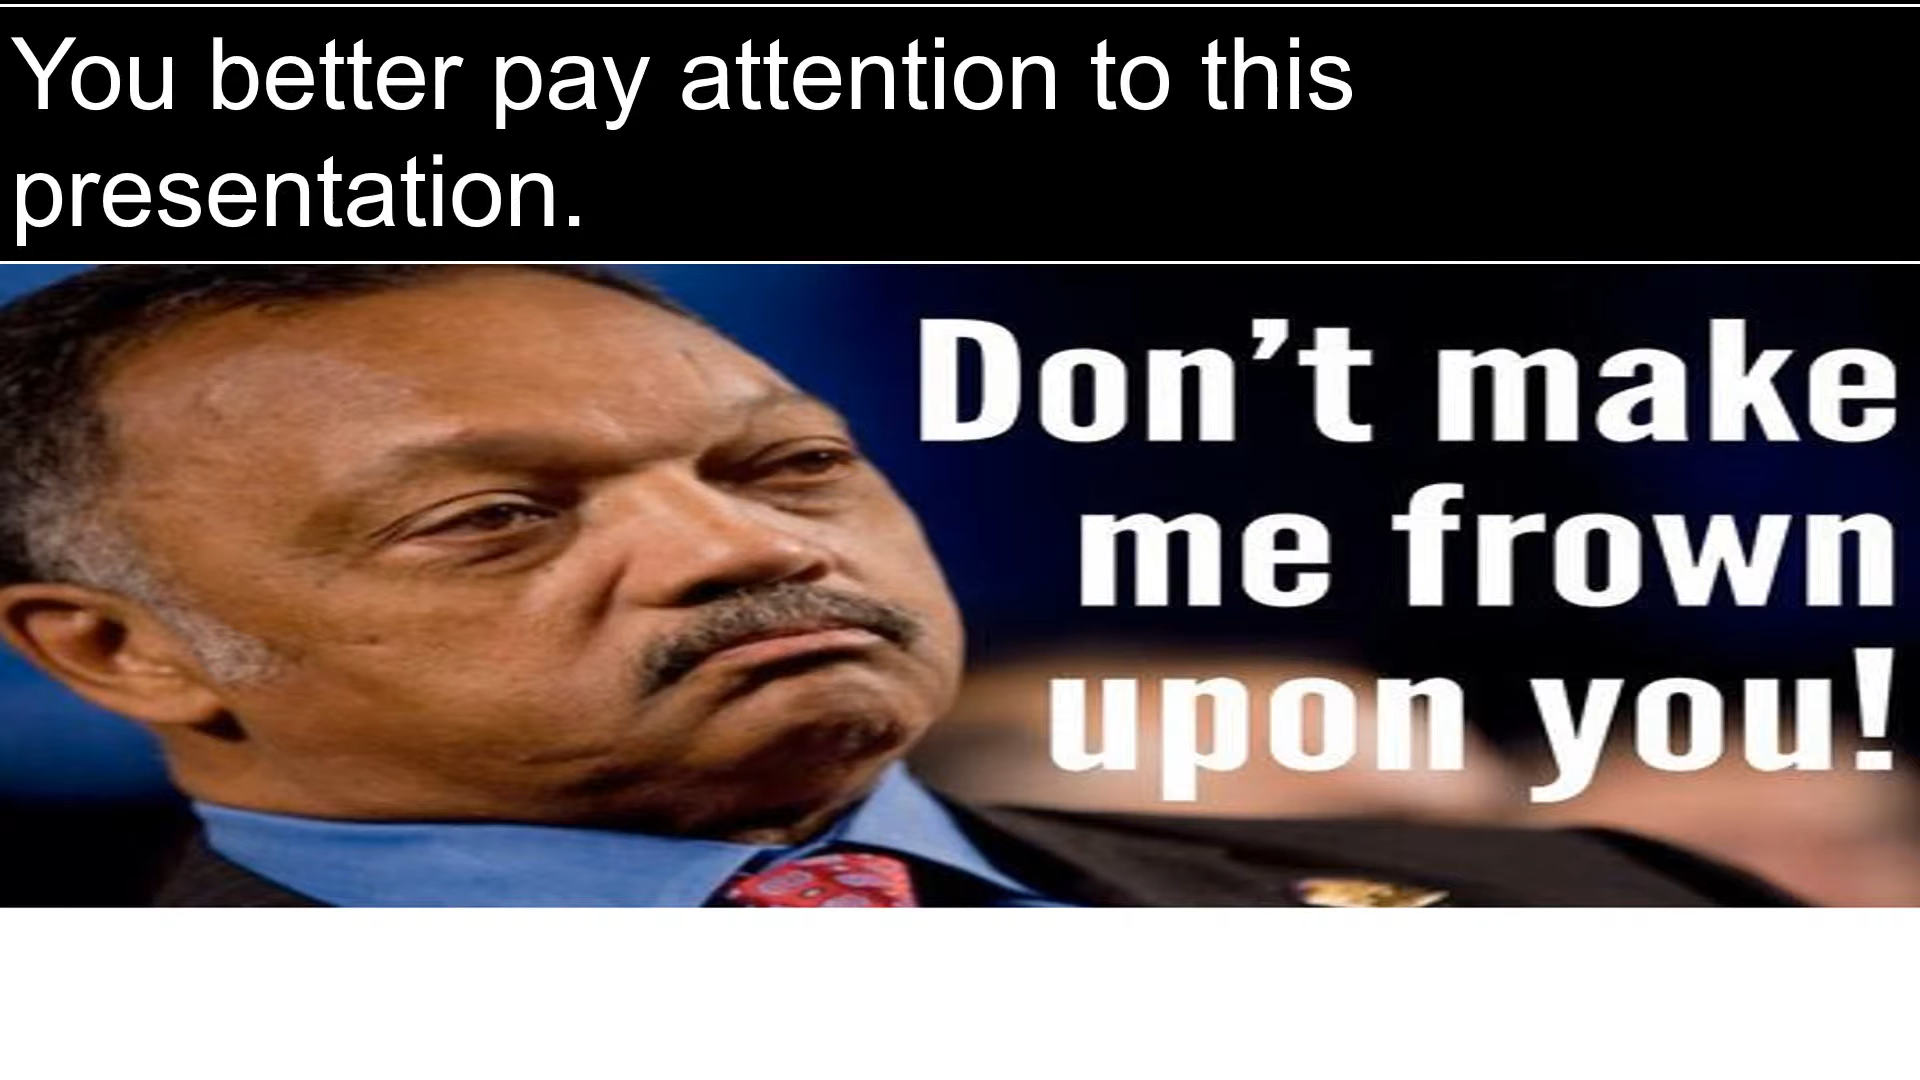 You better pay attention to this
presentation.
Don't make
me frown
upon you!